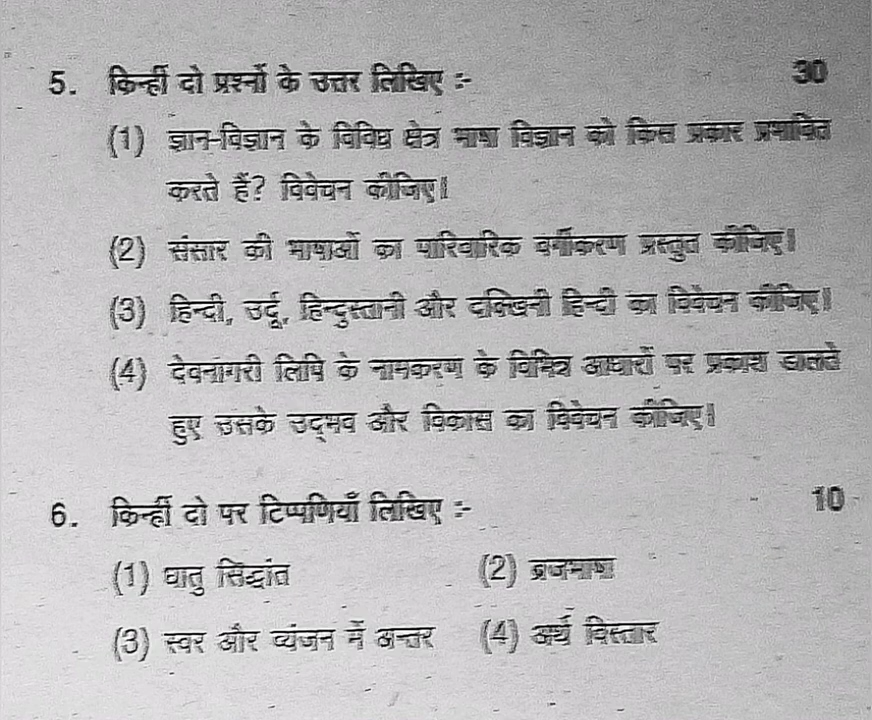 5. किन्हीं दो प्रश्नों के उत्तर लिखिए :- 30
(1) ज्ञान-विज्ञान के विविध क्षेत्र भाषा विज्ञान को किस प्रकार प्रभावित
करते हैं? विवेचन कीजिए।
(2) संसार की भाषाओं का पारिवारिक वर्गीकरण प्रस्तुत कीजिए।
(3) हिन्दी, उर्दू, हिन्दुस्तानी और दक्खिनी हिन्दी का विवेचन कीजिए।
(4) देवनागरी लिपि के नामकरण के विभिन्न आधारों पर प्रकाश डालते
हुए उसके उद्भव और विकास का विवेचन कीजिए।
6. किन्हीं दो पर टिप्पणियाँ लिखिए :- 10
(1) धातु सिद्धांत (2) ब्रजभाषा
(3) स्वर और व्यंजन में अन्तर (4) अर्थ विस्तार